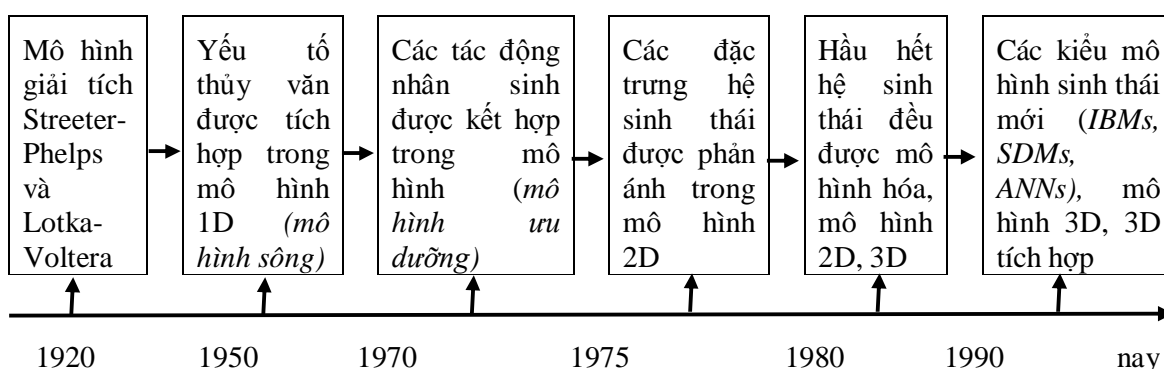 Mô hình
giải tích
Streeter-
Phelps
và
Lotka-
Voltera
Yếu tố
thủy văn
được tích
hợp trong
mô hình
1D (mô
hình sông)
Các tác động
nhân sinh
được kết hợp
trong mô
hình (mô
hình ưu
dưỡng)
Các đặc
trưng hệ
sinh thái
được phản
ánh trong
mô hình
2D
Hầu hết
hệ sinh
thái đều
được mô
hình hóa,
mô hình
2D, 3D
Các kiểu mô
hình sinh thái
mới (IBMs,
SDMs,
ANNs), mô
hình 3D, 3D
tích hợp
1920 1950 1970 1975 1980 1990 nay